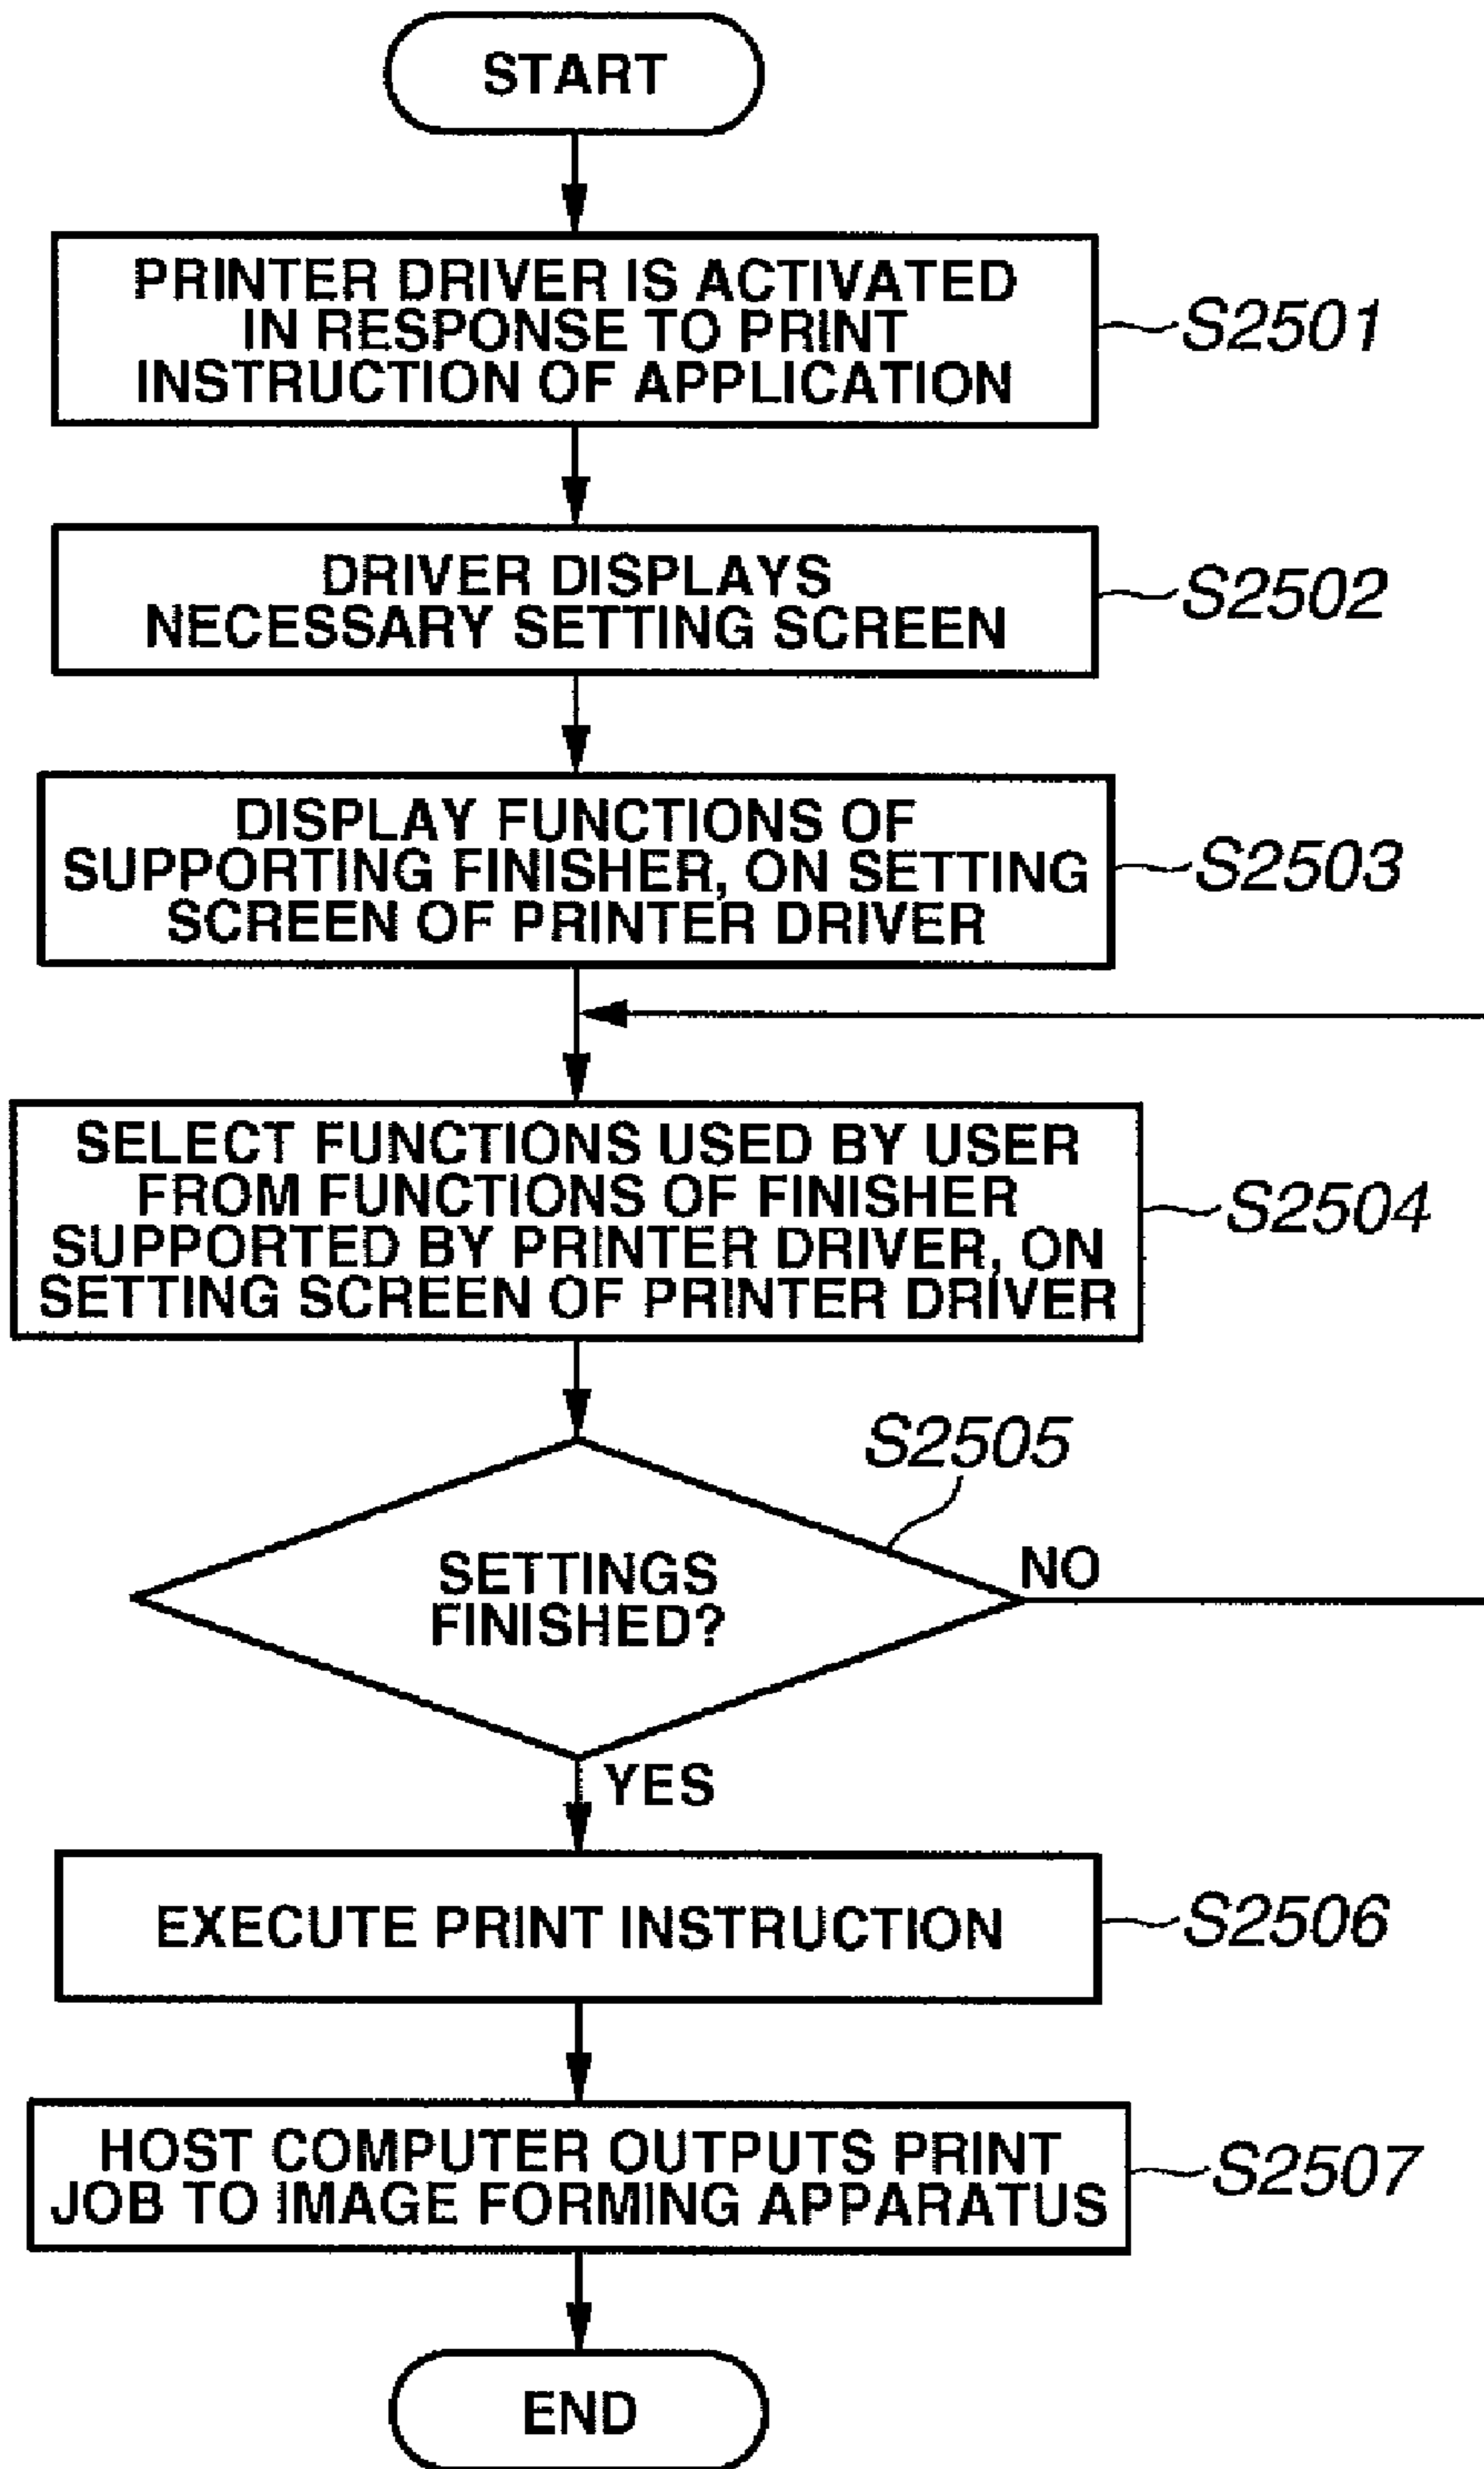 START
PRINTER DRIVER IS ACTIVATED
IN RESPONSE TO PRINT
INSTRUCTION OF APPLICATION
S2501
DRIVER DISPLAYS
NECESSARY SETTING SCREEN
S2502
DISPLAY FUNCTIONS OF
SUPPORTING FINISHER, ON SETTING
SCREEN OF PRINTER DRIVER
S2503
SELECT FUNCTIONS USED BY USER
FROM FUNCTIONS OF FINISHER
SUPPORTED BY PRINTER DRIVER, ON
SETTING SCREEN OF PRINTER DRIVER
S2504
S2505
SETTINGS
FINISHED?
NO
YES
EXECUTE PRINT INSTRUCTION
S2506
HOST COMPUTER OUTPUTS PRINT
JOB TO IMAGE FORMING APPARATUS
S2507
END